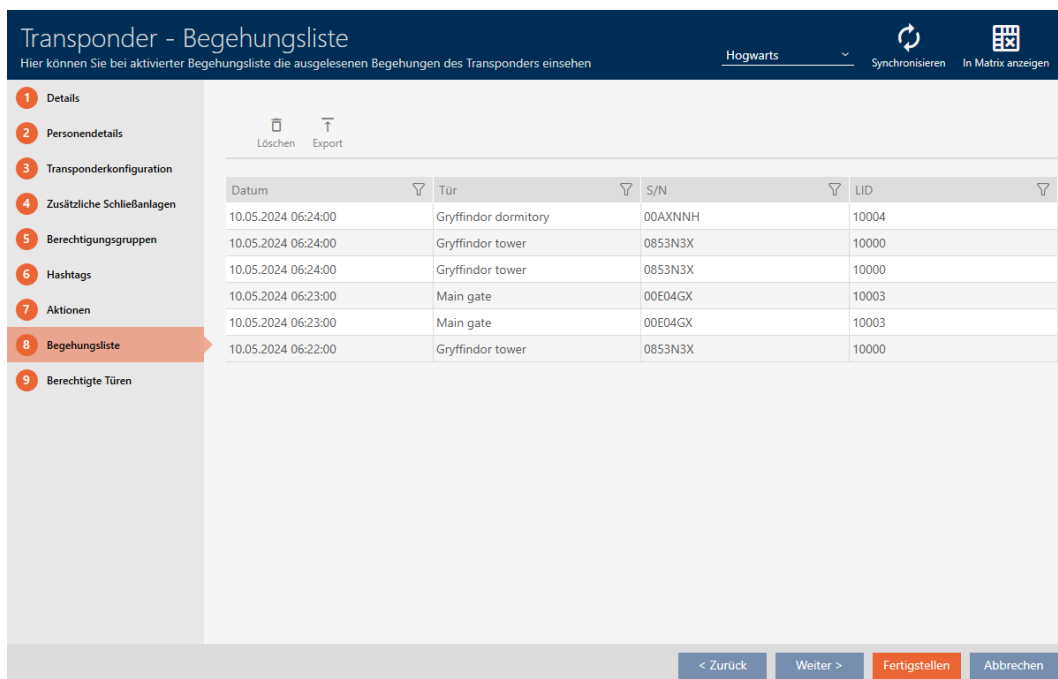 Transponder - Begehungsliste
Hier können Sie bei aktivierter Begehungsliste die ausgelesenen Begehungen des Transponders einsehen
Hogwarts
Synchronisieren
In Matrix anzeigen
1 Details
2 Personendetails
3 Transponderkonfiguration
4 Zusätzliche Schließanlagen
5 Berechtigungsgruppen
6 Hashtags
7 Aktionen
8 Begehungsliste
9 Berechtigte Türen
Löschen Export
Datum Tür S/N LID
10.05.2024 06:24:00 Gryffindor dormitory 00AXNNH 10004
10.05.2024 06:24:00 Gryffindor tower 0853N3X 10000
10.05.2024 06:24:00 Gryffindor tower 0853N3X 10000
10.05.2024 06:23:00 Main gate 00E04GX 10003
10.05.2024 06:23:00 Main gate 00E04GX 10003
10.05.2024 06:22:00 Gryffindor tower 0853N3X 10000
< Zurück Weiter > Fertigstellen Abbrechen